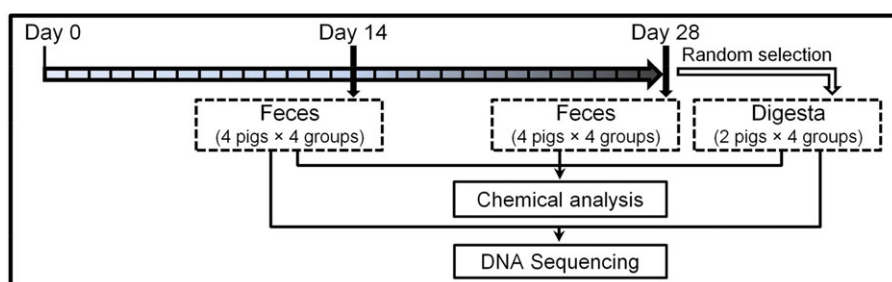 Day 0
Day 14
Day 28
Random selection
Feces
(4 pigs × 4 groups)
Feces
(4 pigs × 4 groups)
Digesta
(2 pigs × 4 groups)
Chemical analysis
DNA Sequencing